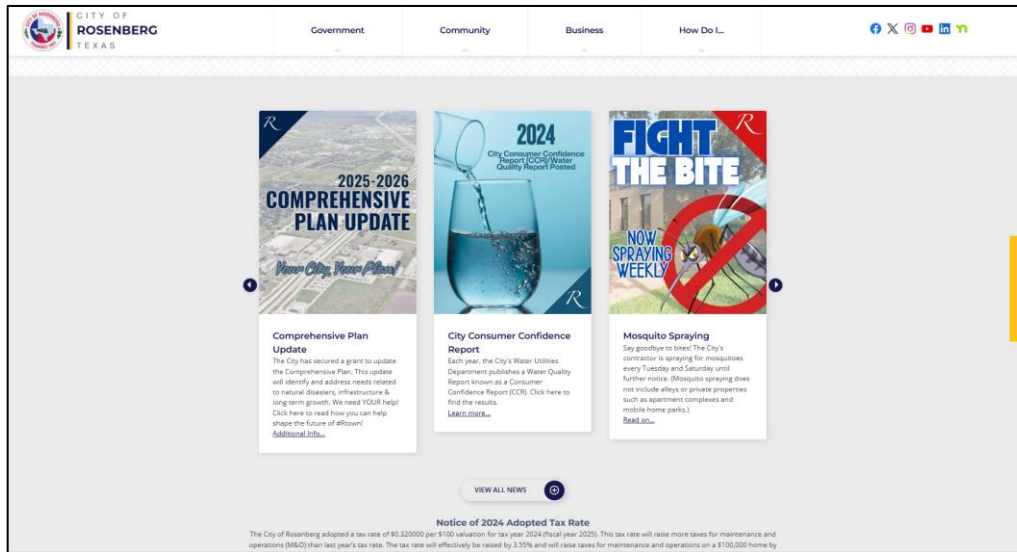 CITY OF
ROSENBERG
TEXAS
Government
Community
Business
How Do I...
R
2025-2026
COMPREHENSIVE
PLAN UPDATE
Your City, Your Plan!
Comprehensive Plan
Update
The City has secured a grant to update
the Comprehensive Plan. This update
will identify and address needs related
to natural disasters, infrastructure &
long-term growth. We need YOUR help!
Click here to read how you can help
shape the future of #Rtown!
Additional Info...
2024
City Consumer Confidence
Report (CCR)/Water
Quality Report Posted
R
City Consumer Confidence
Report
Each year, the City's Water Utilities
Department publishes a Water Quality
Report known as a Consumer
Confidence Report (CCR). Click here to
find the results.
Learn more...
R
FIGHT
THE BITE
NOW
SPRAYING
WEEKLY
Mosquito Spraying
Say goodbye to bites! The City's
contractor is spraying for mosquitoes
every Tuesday and Saturday until
further notice. (Mosquito spraying does
not include alleys or private properties
such as apartment complexes and
mobile home parks.)
Read on...
VIEW ALL NEWS
Notice of 2024 Adopted Tax Rate
The City of Rosenberg adopted a tax rate of $0.320000 per $100 valuation for tax year 2024 (fiscal year 2025). This tax rate will raise more taxes for maintenance and
operations (M&O) than last year's tax rate. The tax rate will effectively be raised by 3.55% and will raise taxes for maintenance and operations on a $100,000 home by